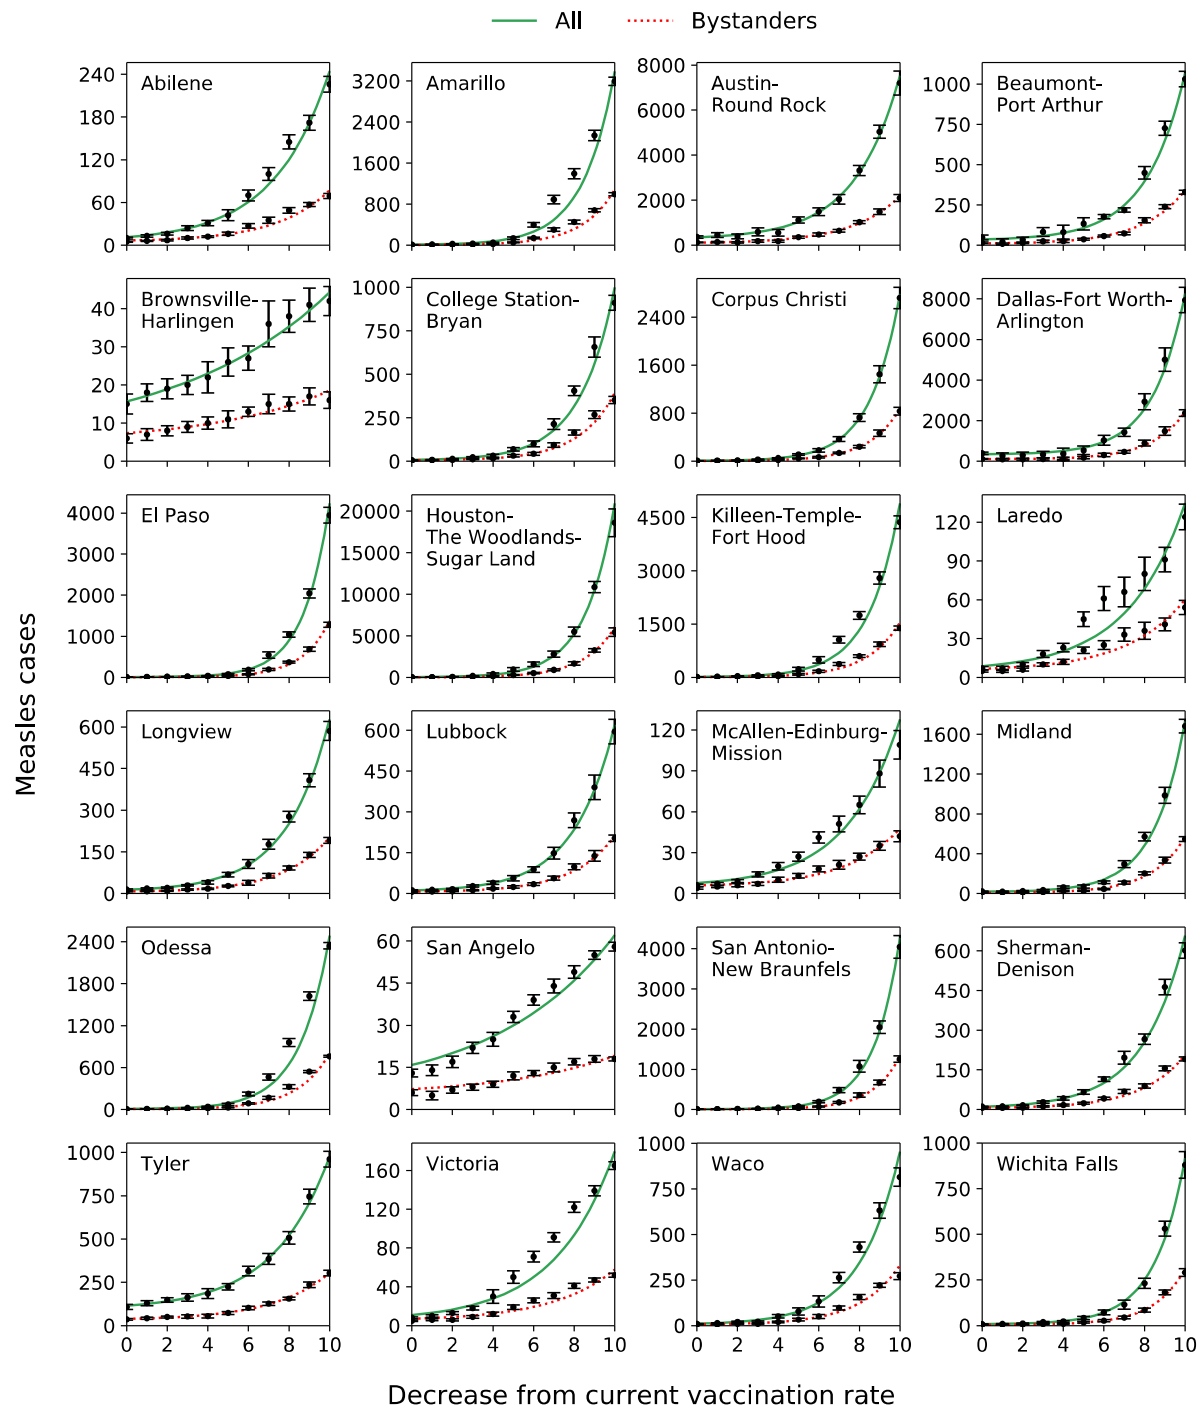 All Bystanders
Measles cases
240
180
120
60
0
Abilene
3200
2400
1600
800
0
Amarillo
8000
6000
4000
2000
0
Austin-
Round Rock
1000
750
500
250
0
Beaumont-
Port Arthur
40
30
20
10
0
Brownsville-
Harlingen
1000
750
500
250
0
College Station-
Bryan
2400
1600
800
0
Corpus Christi
8000
6000
4000
2000
0
Dallas-Fort Worth-
Arlington
4000
3000
2000
1000
0
El Paso
20000
15000
10000
5000
0
Houston-
The Woodlands-
Sugar Land
4500
3000
1500
0
Killeen-Temple-
Fort Hood
120
90
60
30
0
Laredo
600
450
300
150
0
Longview
600
450
300
150
0
Lubbock
120
90
60
30
0
McAllen-Edinburg-
Mission
1600
1200
800
400
0
Midland
2400
1800
1200
600
0
Odessa
60
45
30
15
0
San Angelo
4000
3000
2000
1000
0
San Antonio-
New Braunfels
600
450
300
150
0
Sherman-
Denison
1000
750
500
250
0
Tyler
0 2 4 6 8 10
160
120
80
40
0
Victoria
0 2 4 6 8 10
1000
750
500
250
0
Waco
0 2 4 6 8 10
1000
750
500
250
0
Wichita Falls
0 2 4 6 8 10
Decrease from current vaccination rate